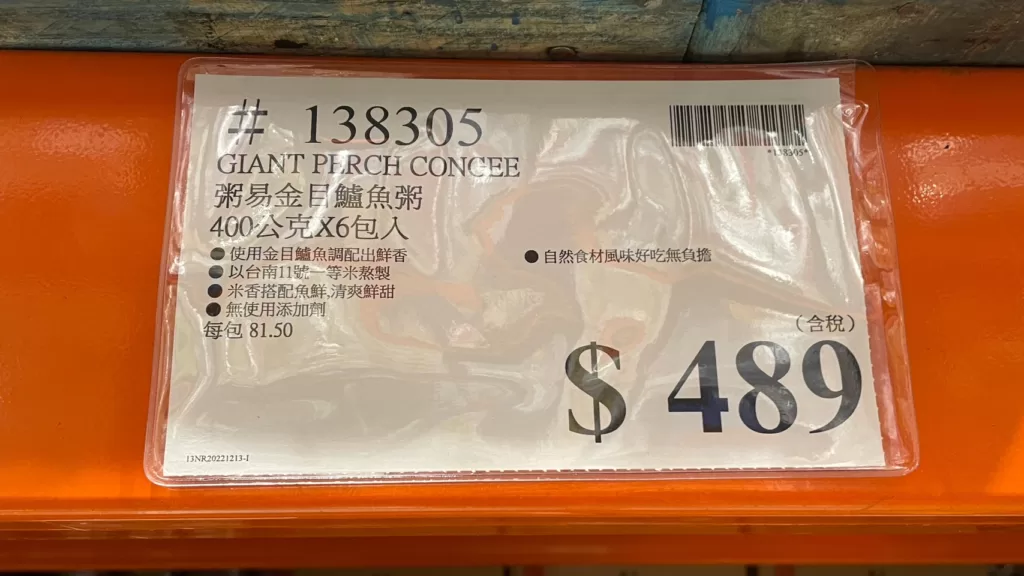 # 138305
*138305*
GIANT PERCH CONGEE
粥易金目鱸魚粥
400公克X6包入
●使用金目鱸魚調配出鮮香
●以台南11號一等米熬製
●米香搭配魚鮮,清爽鮮甜
●無使用添加劑
●自然食材風味好吃無負擔
每包 81.50
(含稅)
$ 489
13NR20221213-1